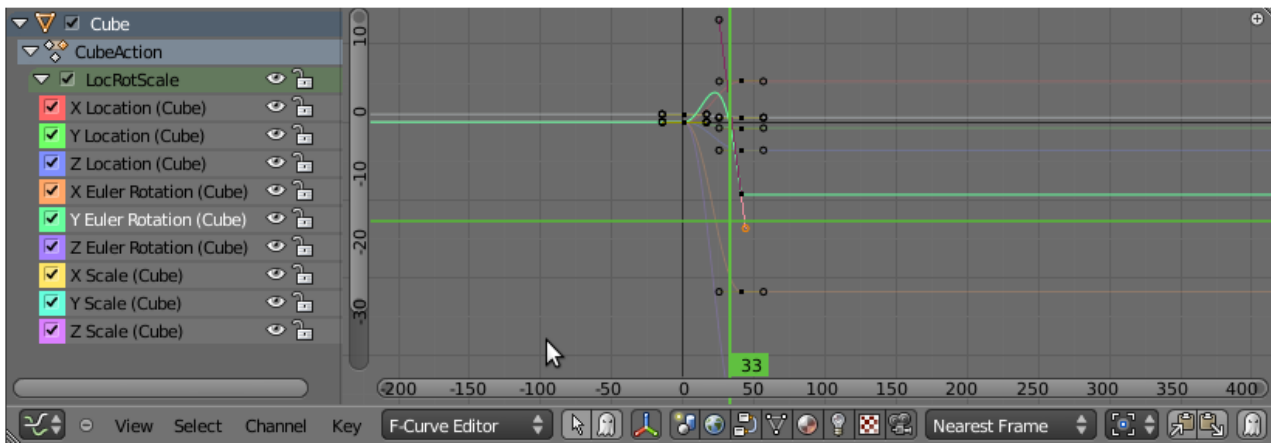 Cube
CubeAction
LocRotScale
X Location (Cube)
Y Location (Cube)
Z Location (Cube)
X Euler Rotation (Cube)
Y Euler Rotation (Cube)
Z Euler Rotation (Cube)
X Scale (Cube)
Y Scale (Cube)
Z Scale (Cube)
10
0
-10
-20
-30
33
-200 -150 -100 -50 0 50 100 150 200 250 300 350 400
View Select Channel Key F-Curve Editor Nearest Frame